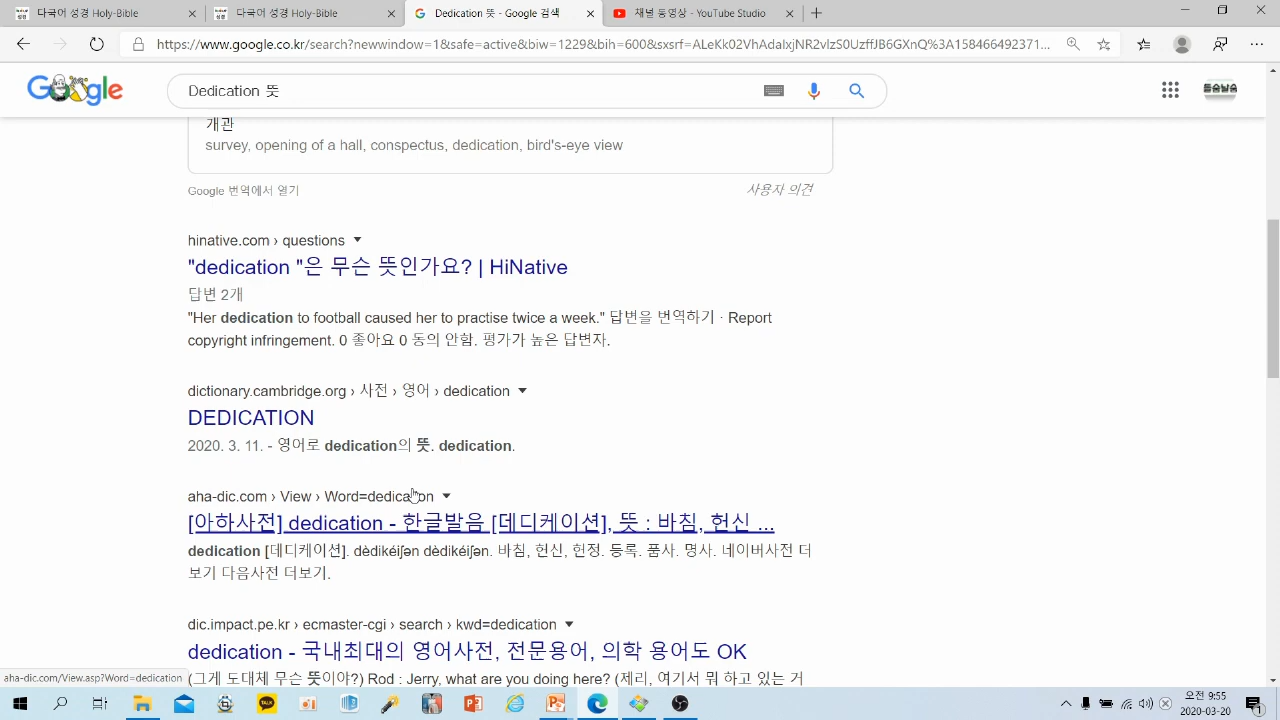 다국어 성경 Holy-Bible
다국어 성경 Holy-Bible
Dedication 뜻 - Google 검색
채널 동영상 - YouTube Studio
https://www.google.co.kr/search?newwindow=1&safe=active&biw=1229&bih=600&sxsrf=ALeKk02VhAdaIxjNR2vIzS0UzffJB6GXnQ%3A158466492371...
Google
Dedication 뜻
들숨날숨
개관
survey, opening of a hall, conspectus, dedication, bird's-eye view
Google 번역에서 열기
사용자 의견
hinative.com › questions
"dedication "은 무슨 뜻인가요? | HiNative
답변 2개
"Her dedication to football caused her to practise twice a week." 답변을 번역하기 · Report
copyright infringement. 0 좋아요 0 동의 안함. 평가가 높은 답변자.
dictionary.cambridge.org › 사전 › 영어 › dedication
DEDICATION
2020. 3. 11. - 영어로 dedication의 뜻. dedication.
aha-dic.com › View › Word=dedication
[아하사전] dedication - 한글발음 [데디케이션], 뜻 : 바침, 헌신 ...
dedication [데디케이션]. dèdikéiʃən dèdikéiʃən. 바침, 헌신, 헌정. 등록. 품사. 명사. 네이버사전 더
보기 다음사전 더보기.
dic.impact.pe.kr › ecmaster-cgi › search › kwd=dedication
dedication - 국내최대의 영어사전, 전문용어, 의학 용어도 OK
(그게 도대체 무슨 뜻이야?) Rod : Jerry, what are you doing here? (제리, 여기서 뭐 하고 있는 거
aha-dic.com/View.asp?Word=dedication
TALK
오전 9:55
2020-03-20